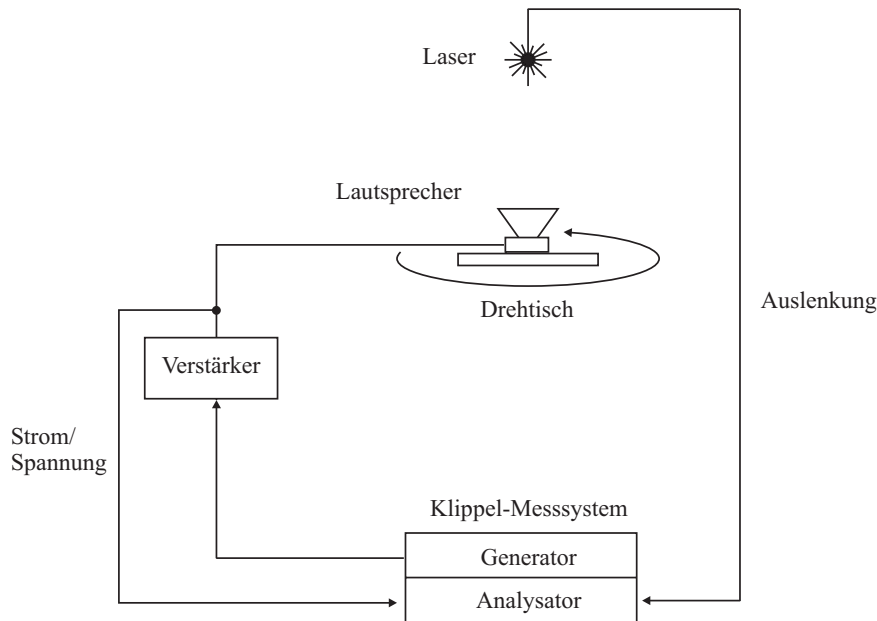 Laser
Lautsprecher
Drehtisch
Auslenkung
Verstärker
Strom/
Spannung
Klippel-Messsystem
Generator
Analysator